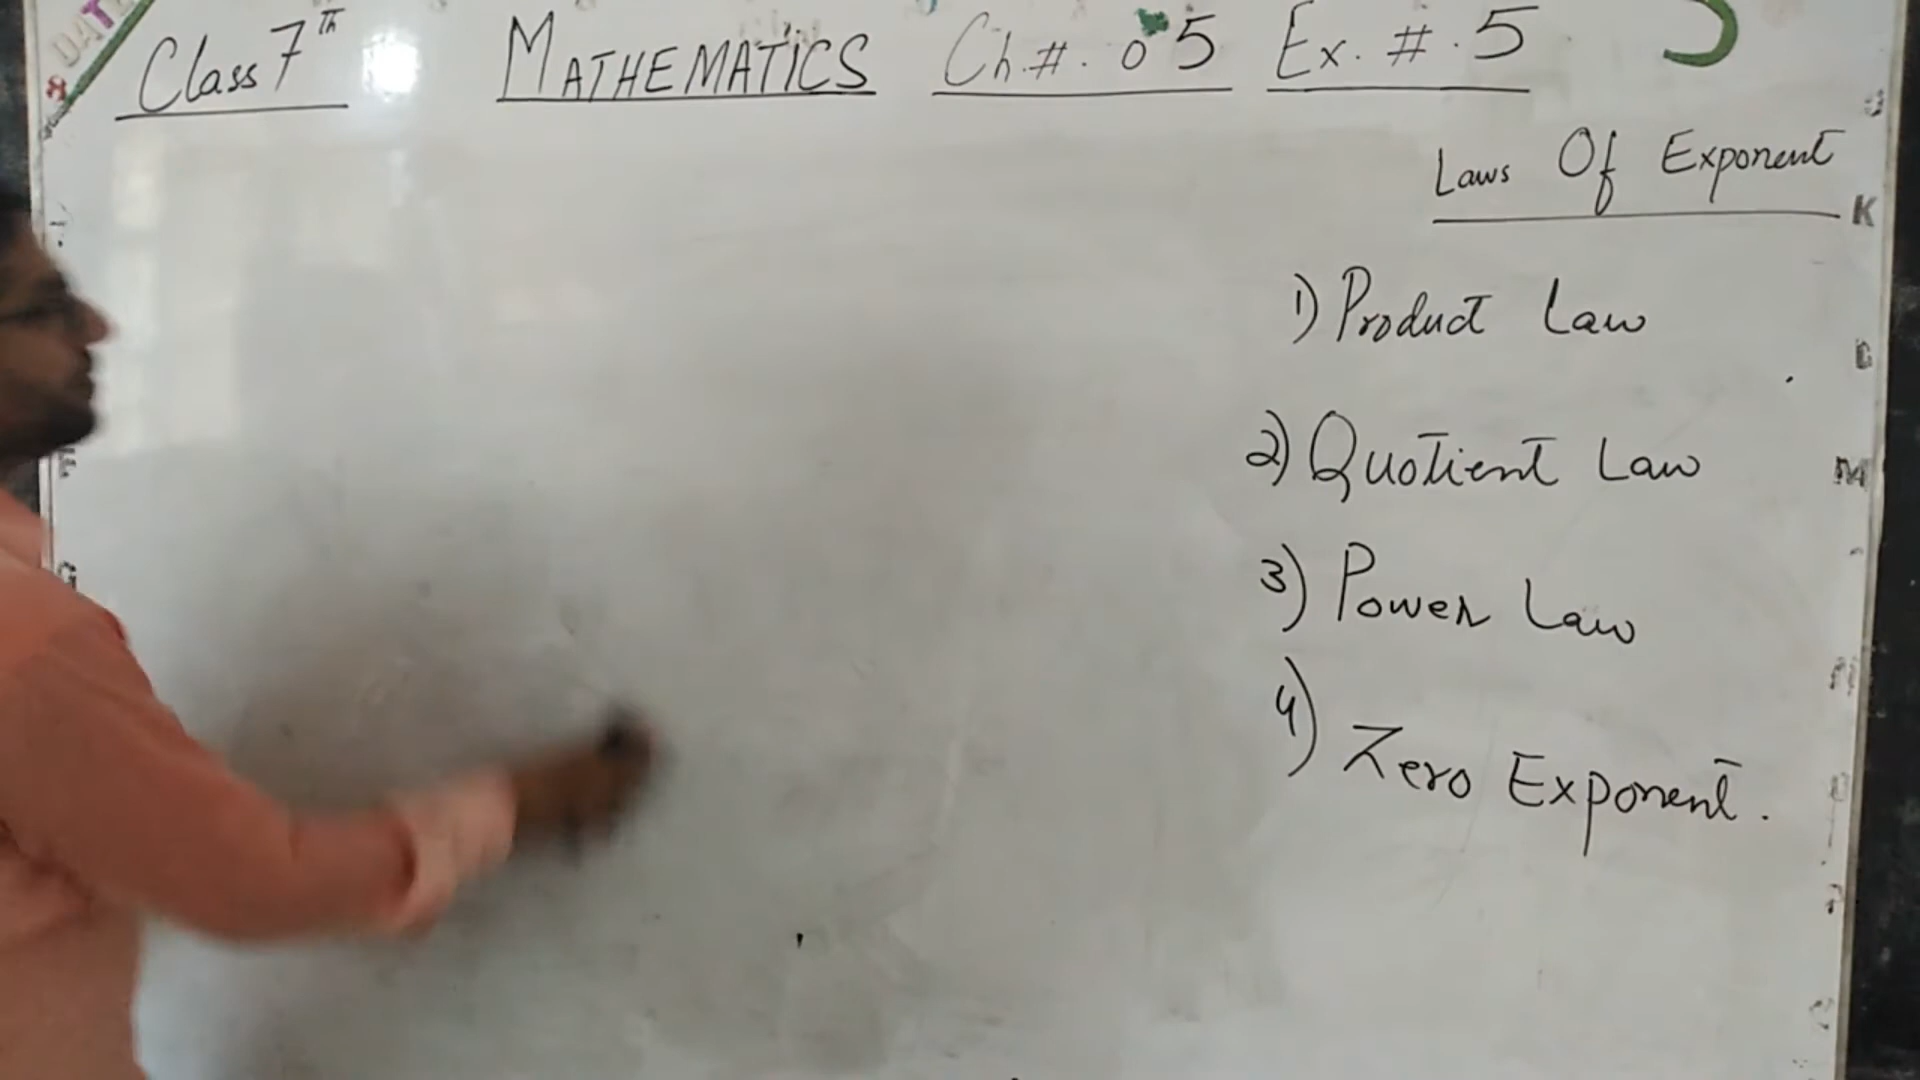 Class 7th MATHEMATICS Ch.#. 05 Ex. #. 5
Laws Of Exponent
1) Product Law
2) Quotient Law
3) Power Law
4) Zero Exponent.